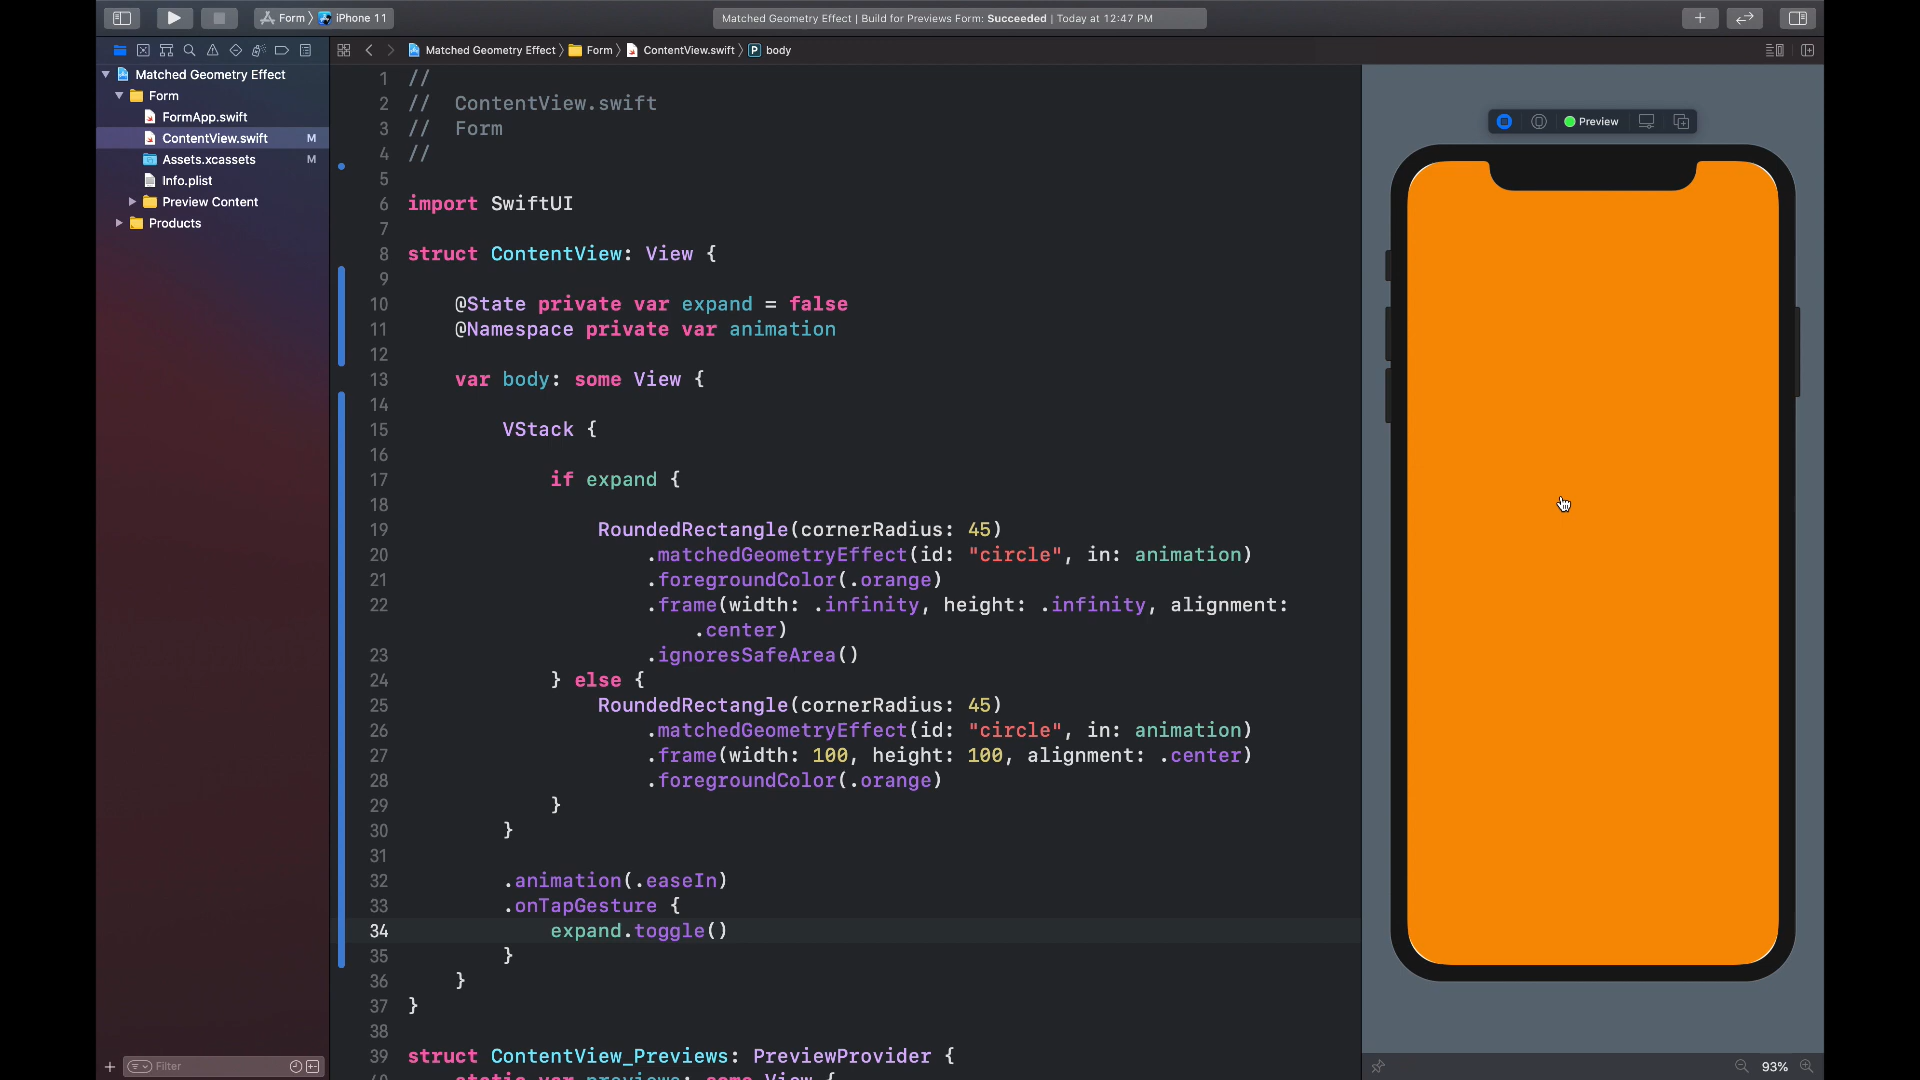 Form iPhone 11
Matched Geometry Effect | Build for Previews Form: Succeeded | Today at 12:47 PM
Matched Geometry Effect Form ContentView.swift P body
Matched Geometry Effect
Form
FormApp.swift
ContentView.swift M
Assets.xcassets M
Info.plist
Preview Content
Products
1 //
2 // ContentView.swift
3 // Form
4 //
5
6 import SwiftUI
7
8 struct ContentView: View {
9
10 @State private var expand = false
11 @Namespace private var animation
12
13 var body: some View {
14
15 VStack {
16
17 if expand {
18
19 RoundedRectangle(cornerRadius: 45)
20 .matchedGeometryEffect(id: "circle", in: animation)
21 .foregroundColor(.orange)
22 .frame(width: .infinity, height: .infinity, alignment:
.center)
23 .ignoresSafeArea()
24 } else {
25 RoundedRectangle(cornerRadius: 45)
26 .matchedGeometryEffect(id: "circle", in: animation)
27 .frame(width: 100, height: 100, alignment: .center)
28 .foregroundColor(.orange)
29 }
30 }
31
32 .animation(.easeIn)
33 .onTapGesture {
34 expand.toggle()
35 }
36 }
37 }
38
39 struct ContentView_Previews: PreviewProvider {
40 static var previews: some View {
Preview
Filter
93%